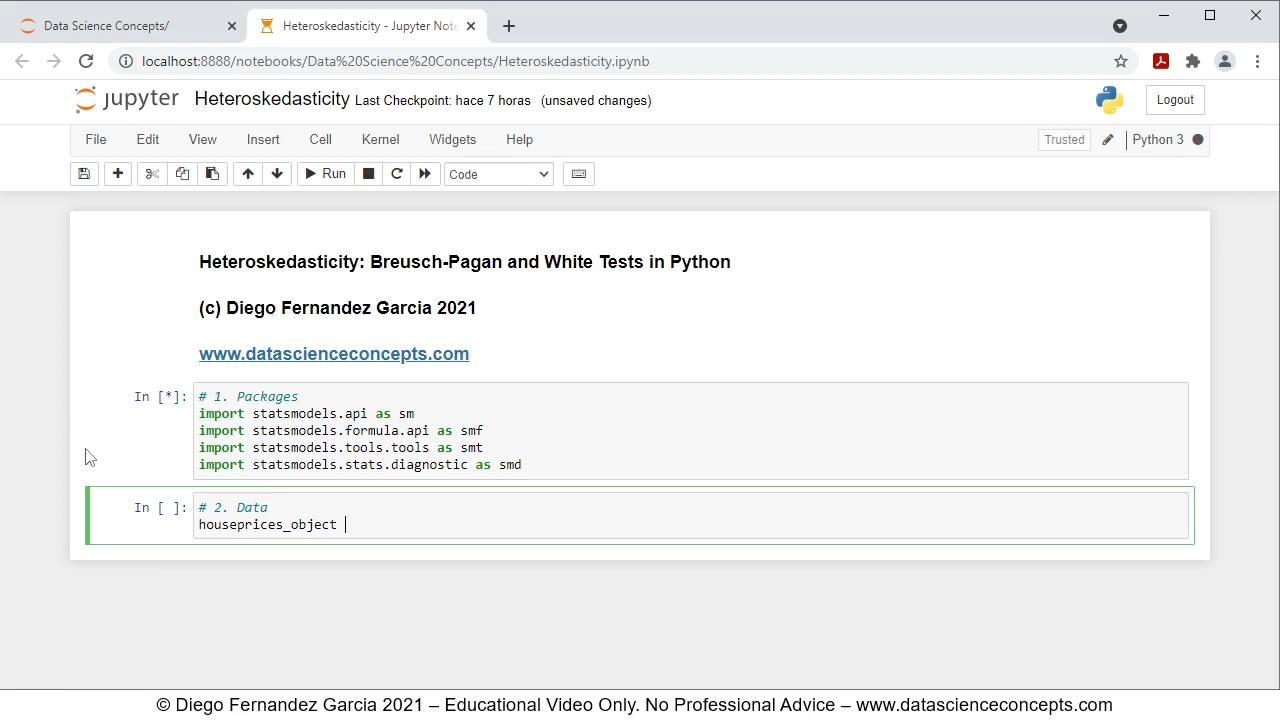 Data Science Concepts/
Heteroskedasticity - Jupyter Note
localhost:8888/notebooks/Data%20Science%20Concepts/Heteroskedasticity.ipynb
jupyter Heteroskedasticity Last Checkpoint: hace 7 horas (unsaved changes)
Logout
File Edit View Insert Cell Kernel Widgets Help
Trusted
Python 3
Run
Code
Heteroskedasticity: Breusch-Pagan and White Tests in Python
(c) Diego Fernandez Garcia 2021
www.datascienceconcepts.com
In [*]:
# 1. Packages
import statsmodels.api as sm
import statsmodels.formula.api as smf
import statsmodels.tools.tools as smt
import statsmodels.stats.diagnostic as smd
In [ ]:
# 2. Data
houseprices_object
© Diego Fernandez Garcia 2021 – Educational Video Only. No Professional Advice – www.datascienceconcepts.com